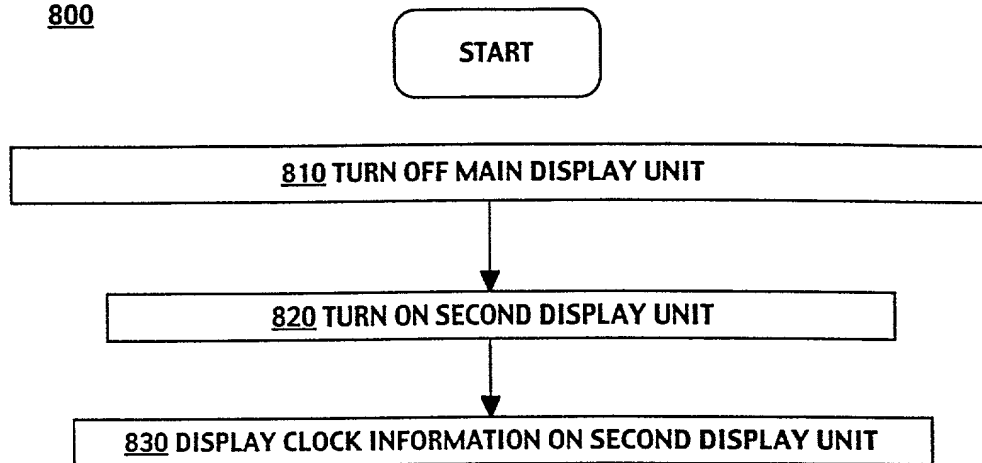 800
START
810 TURN OFF MAIN DISPLAY UNIT
820 TURN ON SECOND DISPLAY UNIT
830 DISPLAY CLOCK INFORMATION ON SECOND DISPLAY UNIT